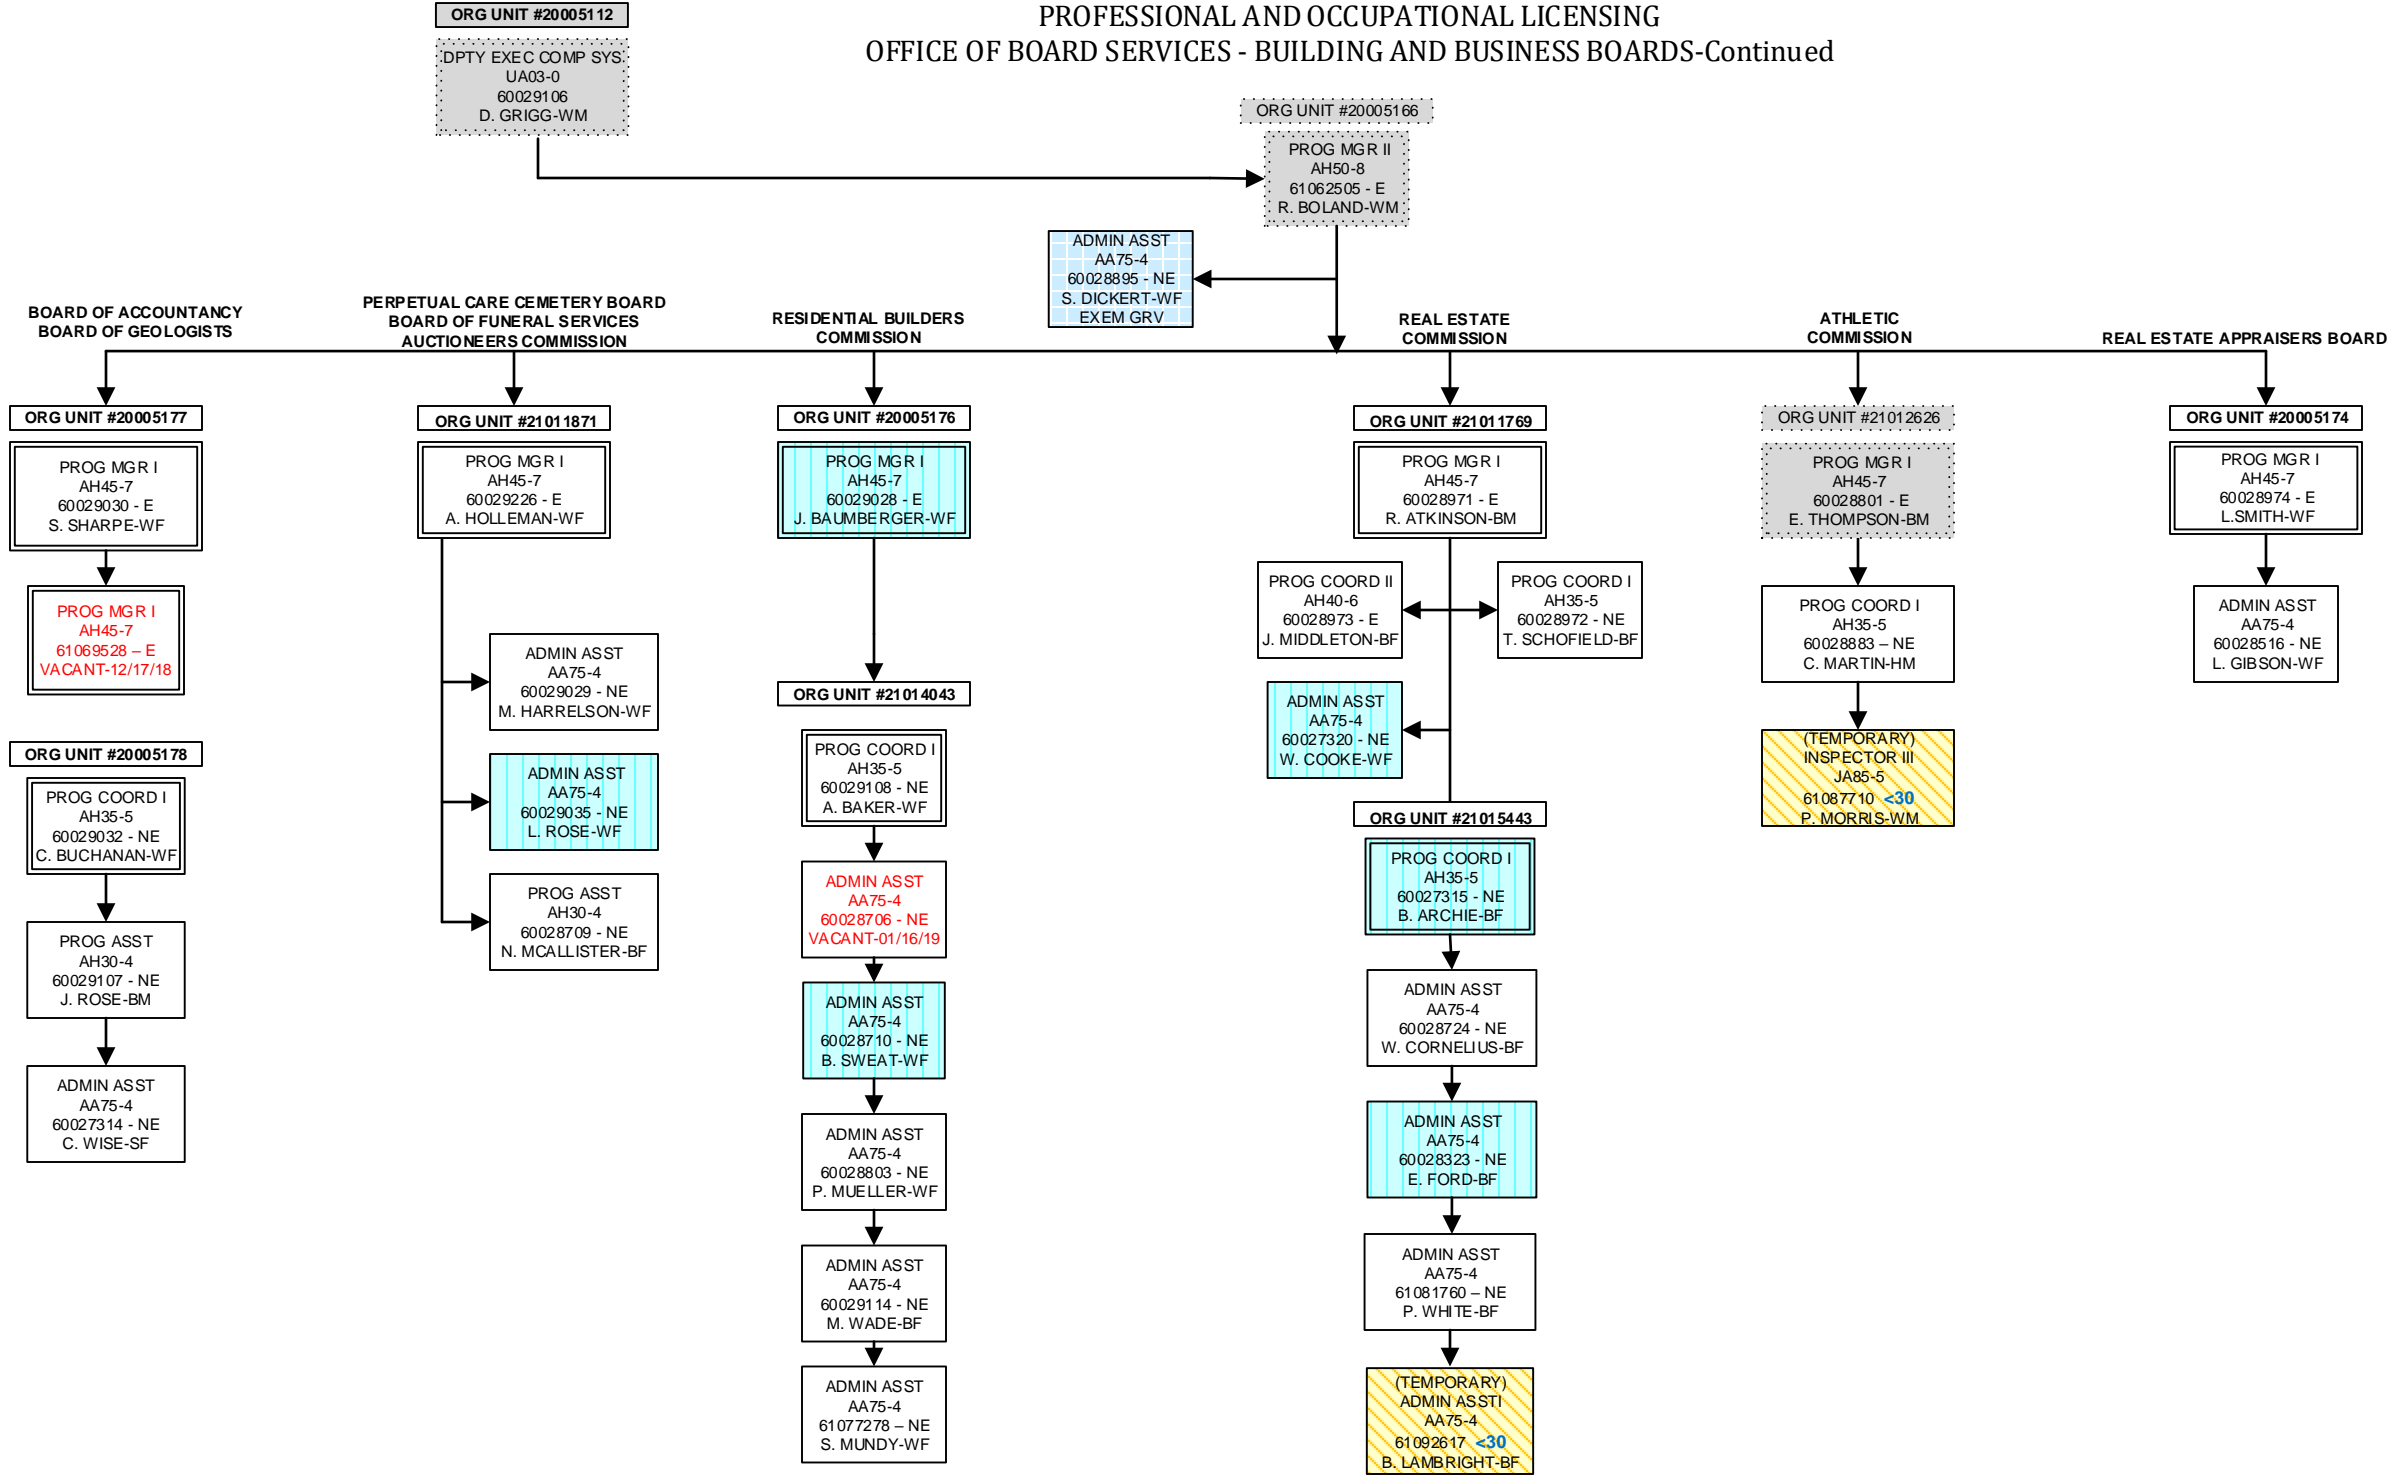 ORG UNIT #20005112
PROFESSIONAL AND OCCUPATIONAL LICENSING
OFFICE OF BOARD SERVICES - BUILDING AND BUSINESS BOARDS-Continued
DPTY EXEC COMP SYS
UA03-0
60029106
D. GRIGG-WM
ORG UNIT #20005166
PROG MGR II
AH50-8
61062505 - E
R. BOLAND-WM
ADMIN ASST
AA75-4
60028895 - NE
S. DICKERT-WF
EXEM GRV
BOARD OF ACCOUNTANCY
BOARD OF GEOLOGISTS
ORG UNIT #20005177
PROG MGR I
AH45-7
60029030 - E
S. SHARPE-WF
PROG MGR I
AH45-7
61069528 – E
VACANT-12/17/18
ORG UNIT #20005178
PROG COORD I
AH35-5
60029032 - NE
C. BUCHANAN-WF
PROG ASST
AH30-4
60029107 - NE
J. ROSE-BM
ADMIN ASST
AA75-4
60027314 - NE
C. WISE-SF
PERPETUAL CARE CEMETERY BOARD
BOARD OF FUNERAL SERVICES
AUCTIONEERS COMMISSION
ORG UNIT #21011871
PROG MGR I
AH45-7
60029226 - E
A. HOLLEMAN-WF
ADMIN ASST
AA75-4
60029029 - NE
M. HARRELSON-WF
ADMIN ASST
AA75-4
60029035 - NE
L. ROSE-WF
PROG ASST
AH30-4
60028709 - NE
N. MCALLISTER-BF
RESIDENTIAL BUILDERS
COMMISSION
ORG UNIT #20005176
PROG MGR I
AH45-7
60029028 - E
J. BAUMBERGER-WF
ORG UNIT #21014043
PROG COORD I
AH35-5
60029108 - NE
A. BAKER-WF
ADMIN ASST
AA75-4
60028706 - NE
VACANT-01/16/19
ADMIN ASST
AA75-4
60028710 - NE
B. SWEAT-WF
ADMIN ASST
AA75-4
60028803 - NE
P. MUELLER-WF
ADMIN ASST
AA75-4
60029114 - NE
M. WADE-BF
ADMIN ASST
AA75-4
61077278 – NE
S. MUNDY-WF
REAL ESTATE
COMMISSION
ORG UNIT #21011769
PROG MGR I
AH45-7
60028971 - E
R. ATKINSON-BM
PROG COORD II
AH40-6
60028973 - E
J. MIDDLETON-BF
PROG COORD I
AH35-5
60028972 - NE
T. SCHOFIELD-BF
ADMIN ASST
AA75-4
60027320 - NE
W. COOKE-WF
ORG UNIT #21015443
PROG COORD I
AH35-5
60027315 - NE
B. ARCHIE-BF
ADMIN ASST
AA75-4
60028724 - NE
W. CORNELIUS-BF
ADMIN ASST
AA75-4
60028323 - NE
E. FORD-BF
ADMIN ASST
AA75-4
61081760 – NE
P. WHITE-BF
(TEMPORARY)
ADMIN ASSTI
AA75-4
61092617 <30
B. LAMBRIGHT-BF
ATHLETIC
COMMISSION
ORG UNIT #21012626
PROG MGR I
AH45-7
60028801 - E
E. THOMPSON-BM
PROG COORD I
AH35-5
60028883 – NE
C. MARTIN-HM
(TEMPORARY)
INSPECTOR III
JA85-5
61087710 <30
P. MORRIS-WM
REAL ESTATE APPRAISERS BOARD
ORG UNIT #20005174
PROG MGR I
AH45-7
60028974 - E
L.SMITH-WF
ADMIN ASST
AA75-4
60028516 - NE
L. GIBSON-WF